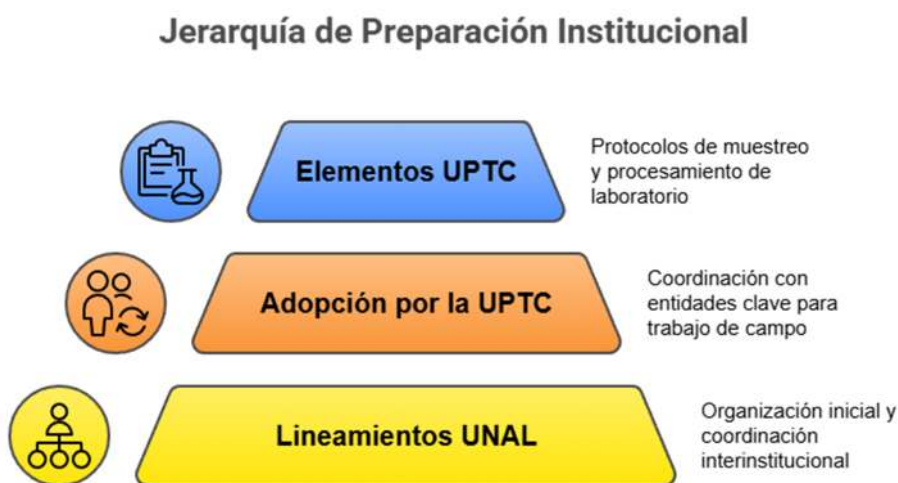 Jerarquía de Preparación Institucional
Elementos UPTC
Protocolos de muestreo
y procesamiento de
laboratorio
Adopción por la UPTC
Coordinación con
entidades clave para
trabajo de campo
Lineamientos UNAL
Organización inicial y
coordinación
interinstitucional